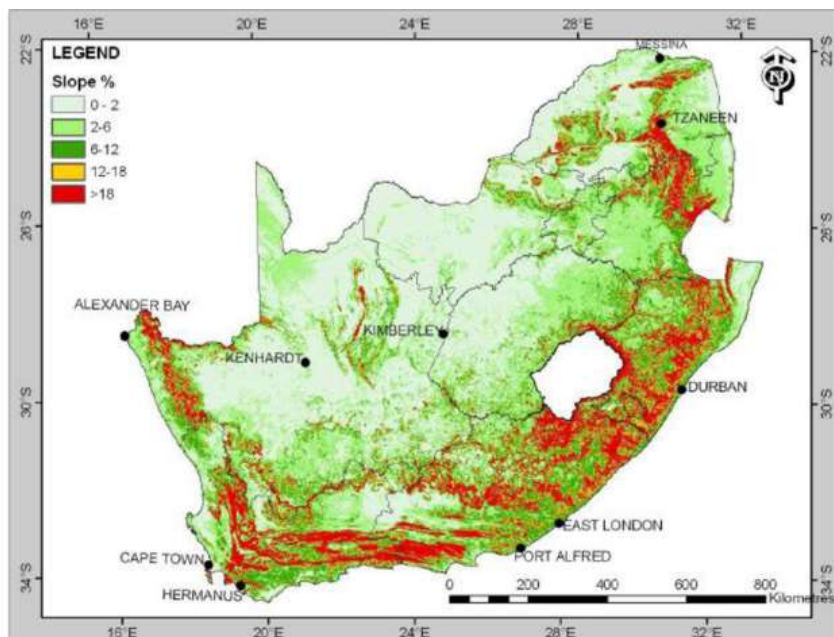 16°E 20°E 24°E 28°E 32°E
22°S 22°S
LEGEND
Slope %
0 - 2
2-6
6-12
12-18
>18
MESSINA
N
TZANEEN
26°S 26°S
ALEXANDER BAY
KIMBERLEY
KENHARDT
DURBAN
30°S 30°S
EAST LONDON
PORT ALFRED
CAPE TOWN
HERMANUS
34°S 34°S
0 100 200 400 600 800
Kilometres
16°E 20°E 24°E 28°E 32°E